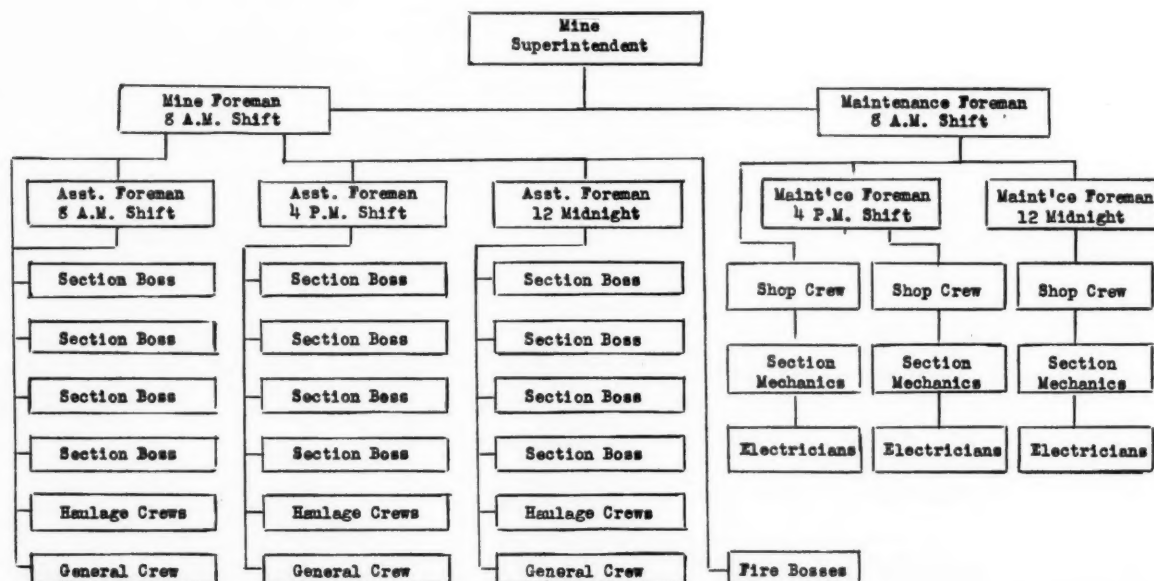 Mine
Superintendent
Mine Foreman
8 A.M. Shift
Maintenance Foreman
8 A.M. Shift
Asst. Foreman
8 A.M. Shift
Asst. Foreman
4 P.M. Shift
Asst. Foreman
12 Midnight
Maint'ce Foreman
4 P.M. Shift
Maint'ce Foreman
12 Midnight
Section Boss
Section Boss
Section Boss
Shop Crew
Shop Crew
Shop Crew
Section Boss
Section Boss
Section Boss
Section
Mechanics
Section
Mechanics
Section
Mechanics
Section Boss
Section Boss
Section Boss
Section Boss
Section Boss
Section Boss
Electricians
Electricians
Electricians
Haulage Crews
Haulage Crews
Haulage Crews
General Crew
General Crew
General Crew
Fire Bosses